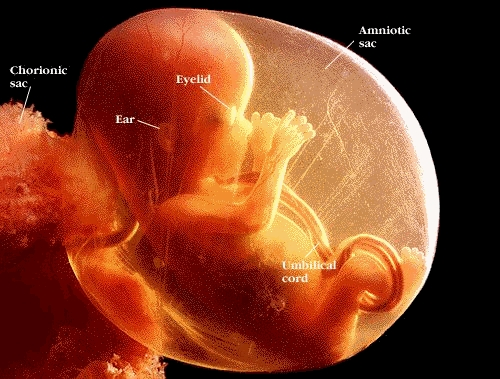 Amniotic
sac
Chorionic
sac
Eyelid
Ear
Umbilical
cord